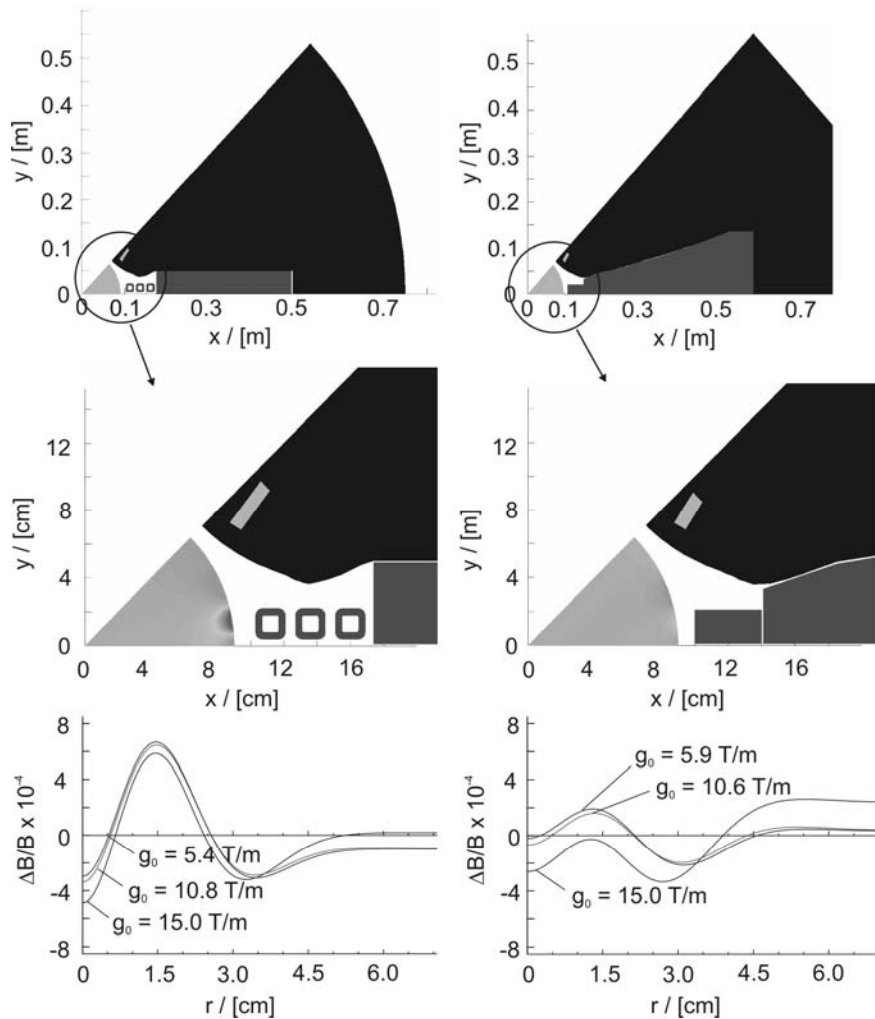 y / [m]
0.5
0.4
0.3
0.2
0.1
0
0 0.1 0.3 0.5 0.7
x / [m]
y / [m]
0.5
0.4
0.3
0.2
0.1
0
0 0.1 0.3 0.5 0.7
x / [m]
y / [cm]
12
8
4
0
0 4 8 12 16
x / [cm]
y / [m]
12
8
4
0
0 4 8 12 16
x / [cm]
ΔB/B x 10⁻⁴
8
4
0
-4
-8
g₀ = 5.4 T/m
g₀ = 10.8 T/m
g₀ = 15.0 T/m
0 1.5 3.0 4.5 6.0
r / [cm]
ΔB/B x 10⁻⁴
8
4
0
-4
-8
g₀ = 5.9 T/m
g₀ = 10.6 T/m
g₀ = 15.0 T/m
0 1.5 3.0 4.5 6.0
r / [cm]